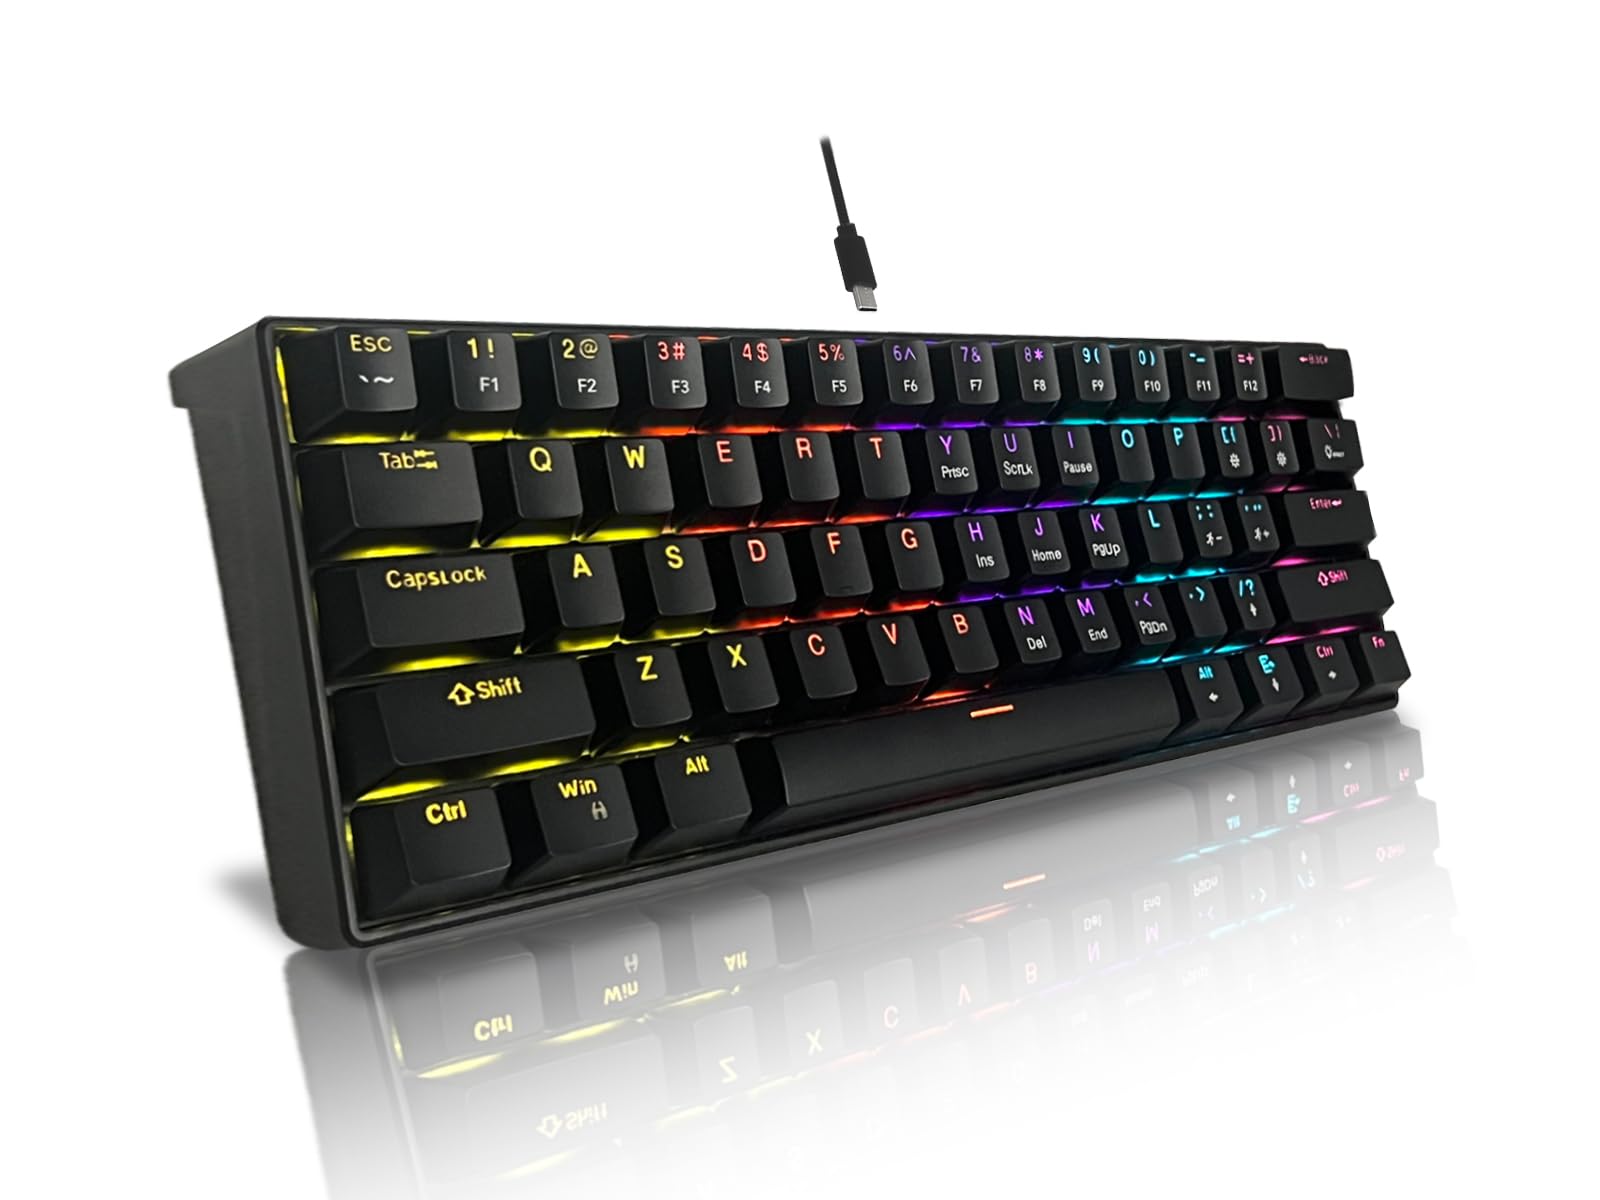 ESC 1! 2@ 3# 4$ 5% 6^ 7& 8* 9( 0) -_ =+
`~ F1 F2 F3 F4 F5 F6 F7 F8 F9 F10 F11 F12
Tab Q W E R T Y U I O P [{ ]} \|
Prtsc ScrLk Pause
CapsLock A S D F G H J K L ;: '" Enter
Ins Home PgUp
Shift Z X C V B N M ,< .> /? Shift
Del End PgDn
Ctrl Win Alt Alt Ctrl Fn